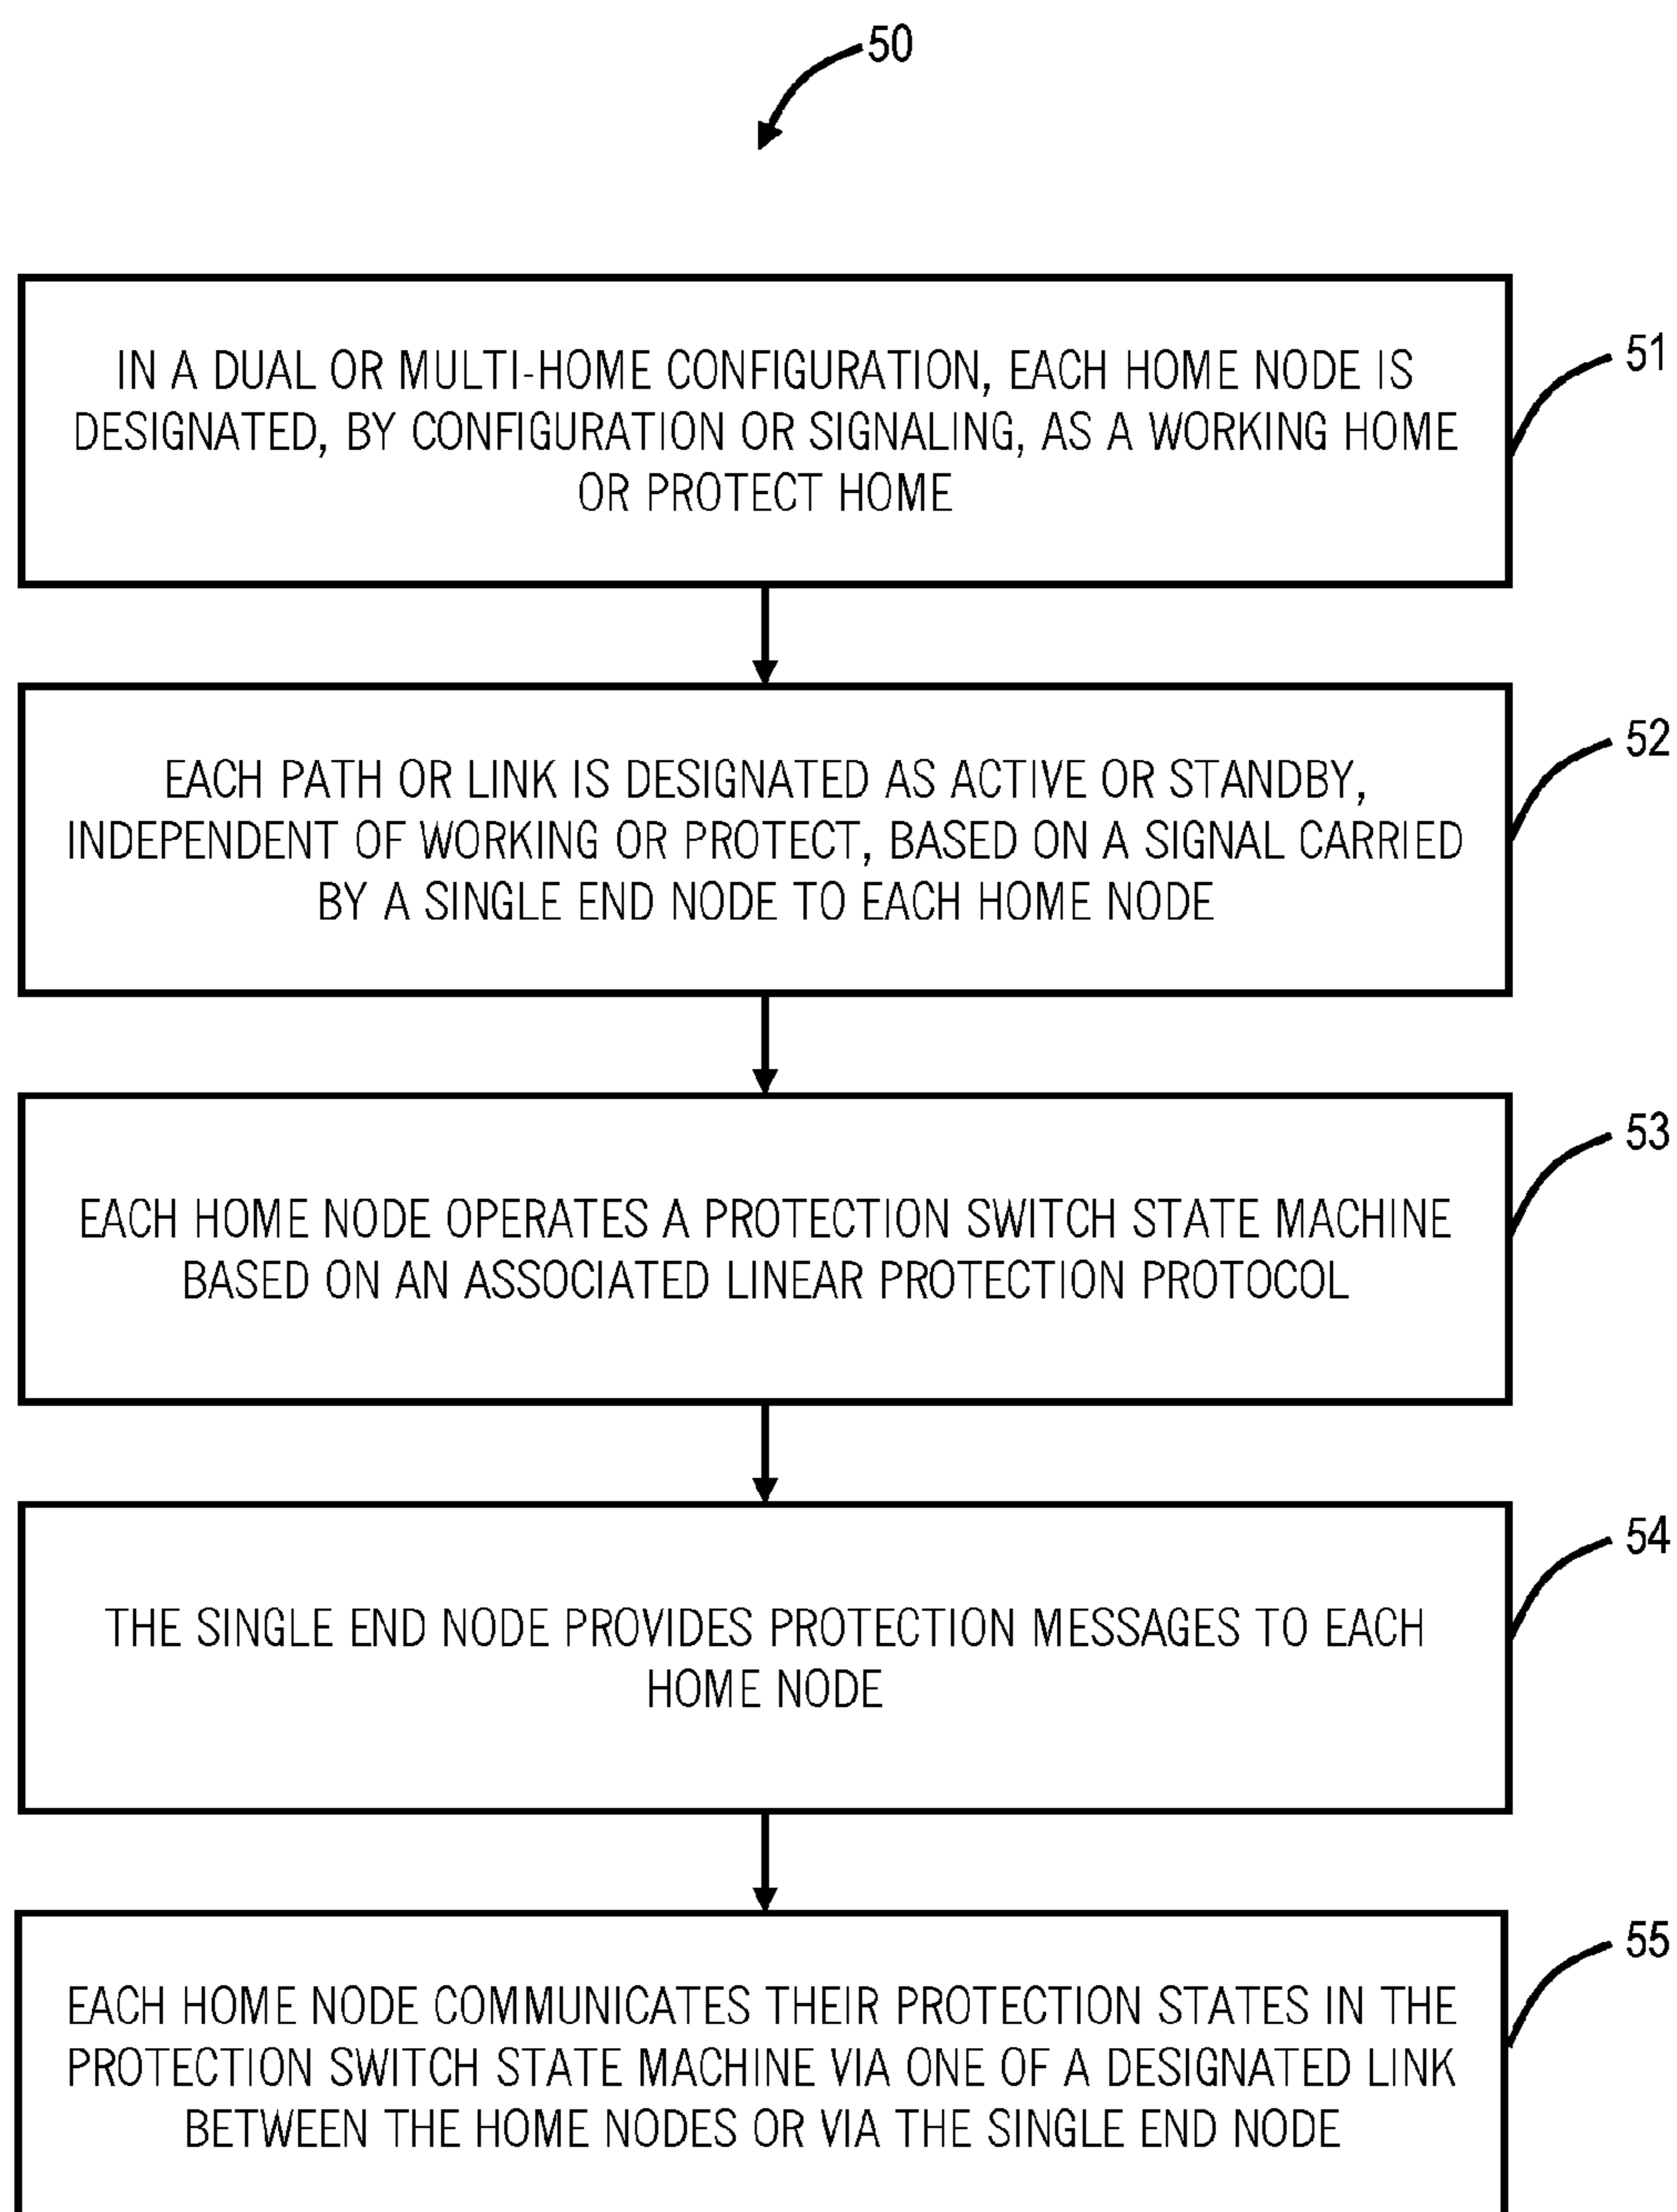 50
IN A DUAL OR MULTI-HOME CONFIGURATION, EACH HOME NODE IS
DESIGNATED, BY CONFIGURATION OR SIGNALING, AS A WORKING HOME
OR PROTECT HOME
51
EACH PATH OR LINK IS DESIGNATED AS ACTIVE OR STANDBY,
INDEPENDENT OF WORKING OR PROTECT, BASED ON A SIGNAL CARRIED
BY A SINGLE END NODE TO EACH HOME NODE
52
EACH HOME NODE OPERATES A PROTECTION SWITCH STATE MACHINE
BASED ON AN ASSOCIATED LINEAR PROTECTION PROTOCOL
53
THE SINGLE END NODE PROVIDES PROTECTION MESSAGES TO EACH
HOME NODE
54
EACH HOME NODE COMMUNICATES THEIR PROTECTION STATES IN THE
PROTECTION SWITCH STATE MACHINE VIA ONE OF A DESIGNATED LINK
BETWEEN THE HOME NODES OR VIA THE SINGLE END NODE
55